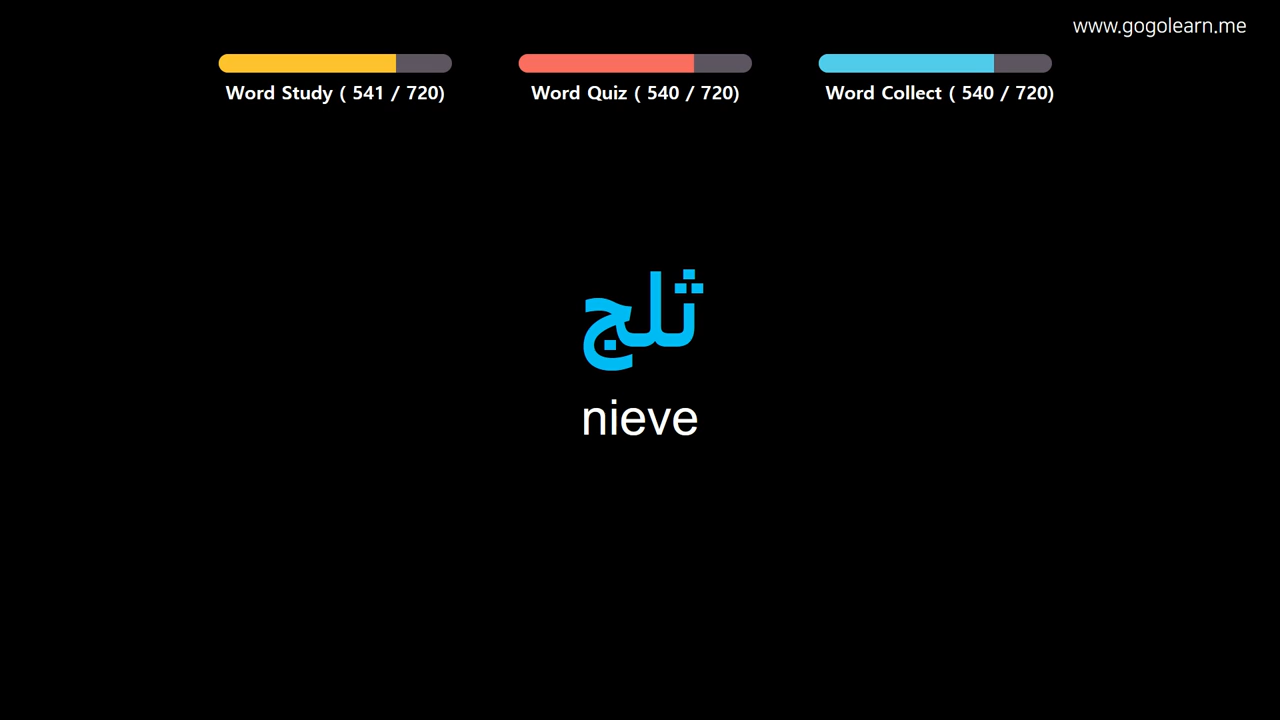 www.gogolearn.me
Word Study ( 541 / 720)
Word Quiz ( 540 / 720)
Word Collect ( 540 / 720)
ثلج
nieve